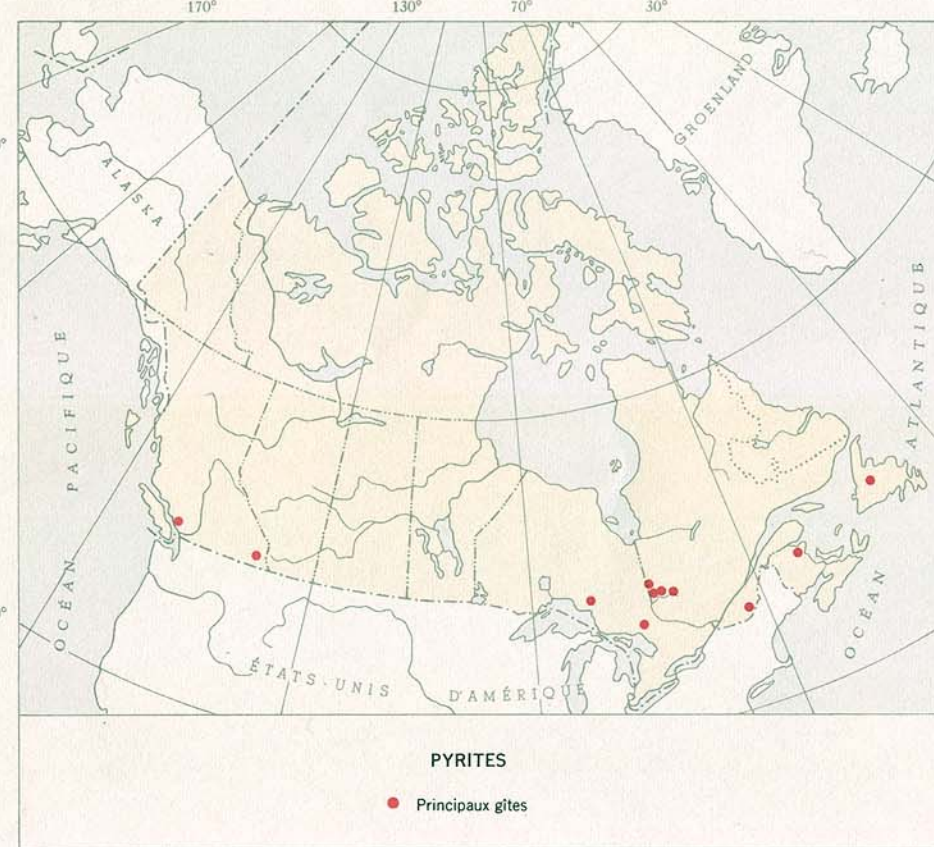 170° 130° 70° 30°
GROENLAND
ALASKA
OCÉAN PACIFIQUE
OCÉAN ATLANTIQUE
ÉTATS-UNIS D'AMÉRIQUE
PYRITES
Principaux gîtes